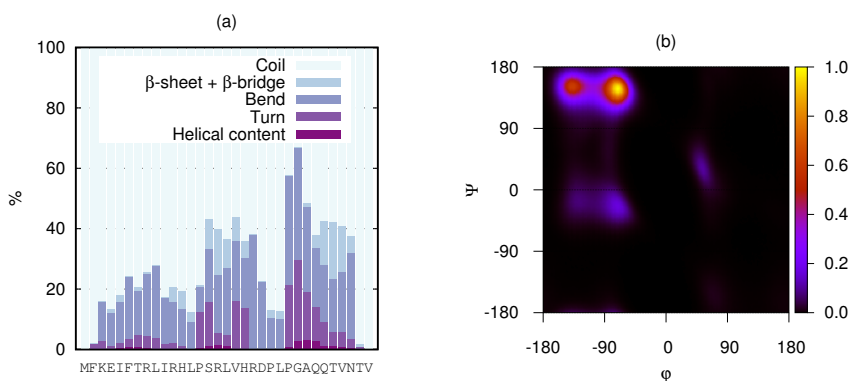 (a)
100
80
60
40
20
0
%
Coil
β-sheet + β-bridge
Bend
Turn
Helical content
MFKEIFTRLIRHLPSRLVHRDPLPGAQQTVNTV
(b)
180
90
0
-90
-180
Ψ
-180
-90
0
90
180
φ
1.0
0.8
0.6
0.4
0.2
0.0